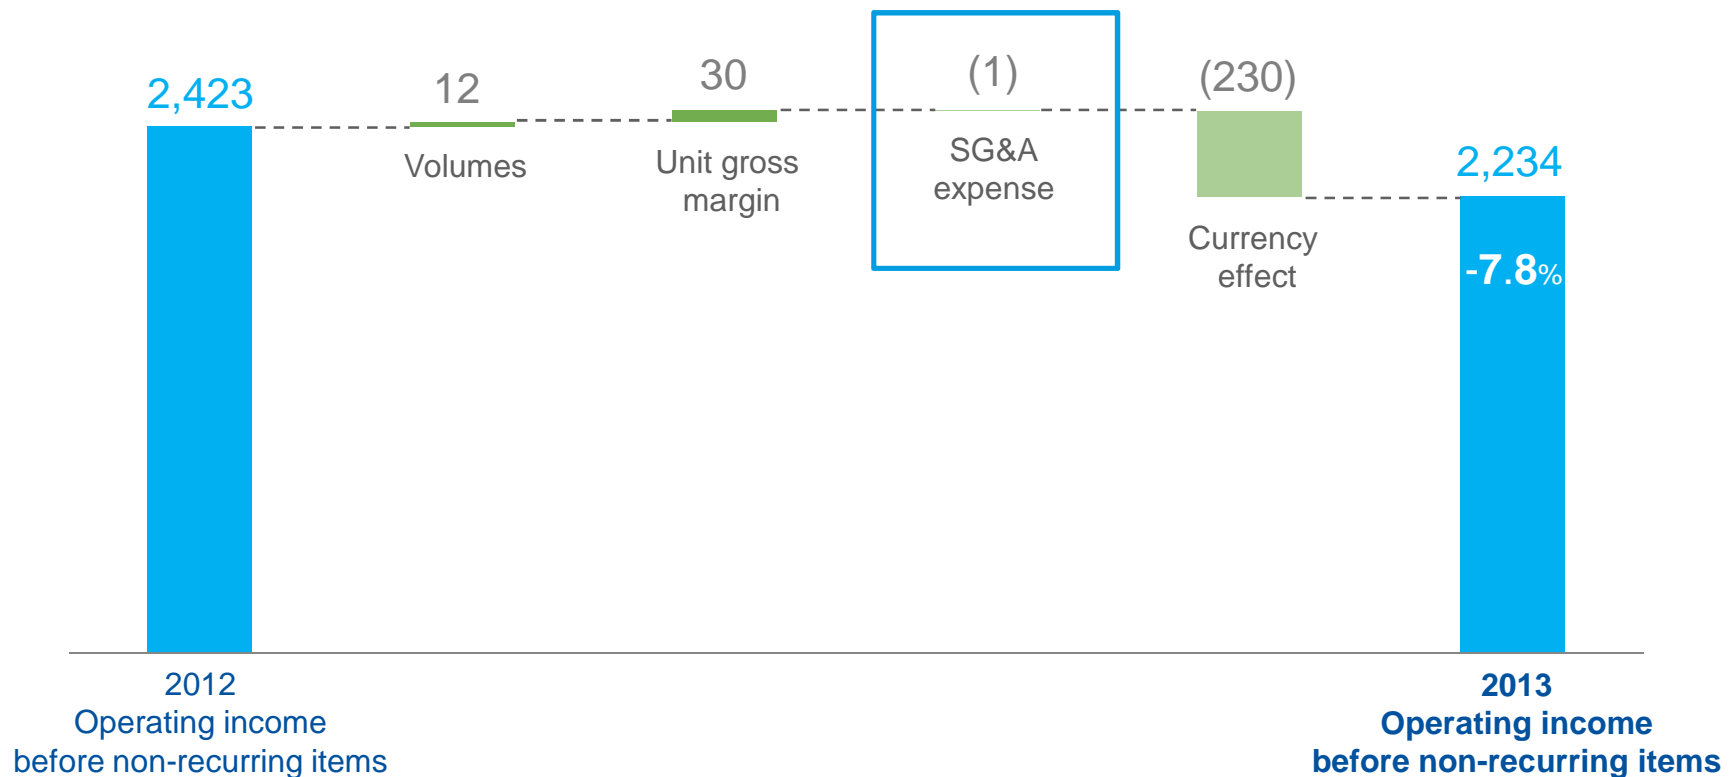 2,423
12
Volumes
30
Unit gross
margin
(1)
SG&A
expense
(230)
Currency
effect
2,234
-7.8%
2012
Operating income
before non-recurring items
2013
Operating income
before non-recurring items